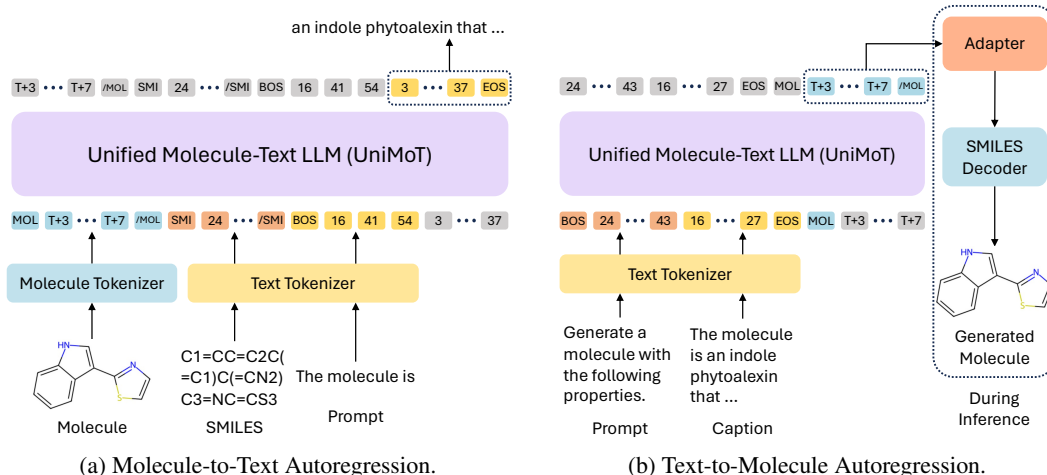 an indole phytoalexin that ...
T+3 ••• T+7 /MOL SMI 24 ••• /SMI BOS 16 41 54 3 ••• 37 EOS
Unified Molecule-Text LLM (UniMoT)
MOL T+3 ••• T+7 /MOL SMI 24 ••• /SMI BOS 16 41 54 3 ••• 37
Molecule Tokenizer
Text Tokenizer
HN
N
S
Molecule
C1=CC=C2C(
=C1)C(=CN2)
C3=NC=CS3
SMILES
The molecule is
Prompt
(a) Molecule-to-Text Autoregression.
24 ••• 43 16 ••• 27 EOS MOL T+3 ••• T+7 /MOL
Unified Molecule-Text LLM (UniMoT)
BOS 24 ••• 43 16 ••• 27 EOS MOL T+3 ••• T+7
Text Tokenizer
Generate a
molecule with
the following
properties.
Prompt
The molecule
is an indole
phytoalexin
that ...
Caption
Adapter
SMILES
Decoder
HN
N
S
Generated
Molecule
During
Inference
(b) Text-to-Molecule Autoregression.